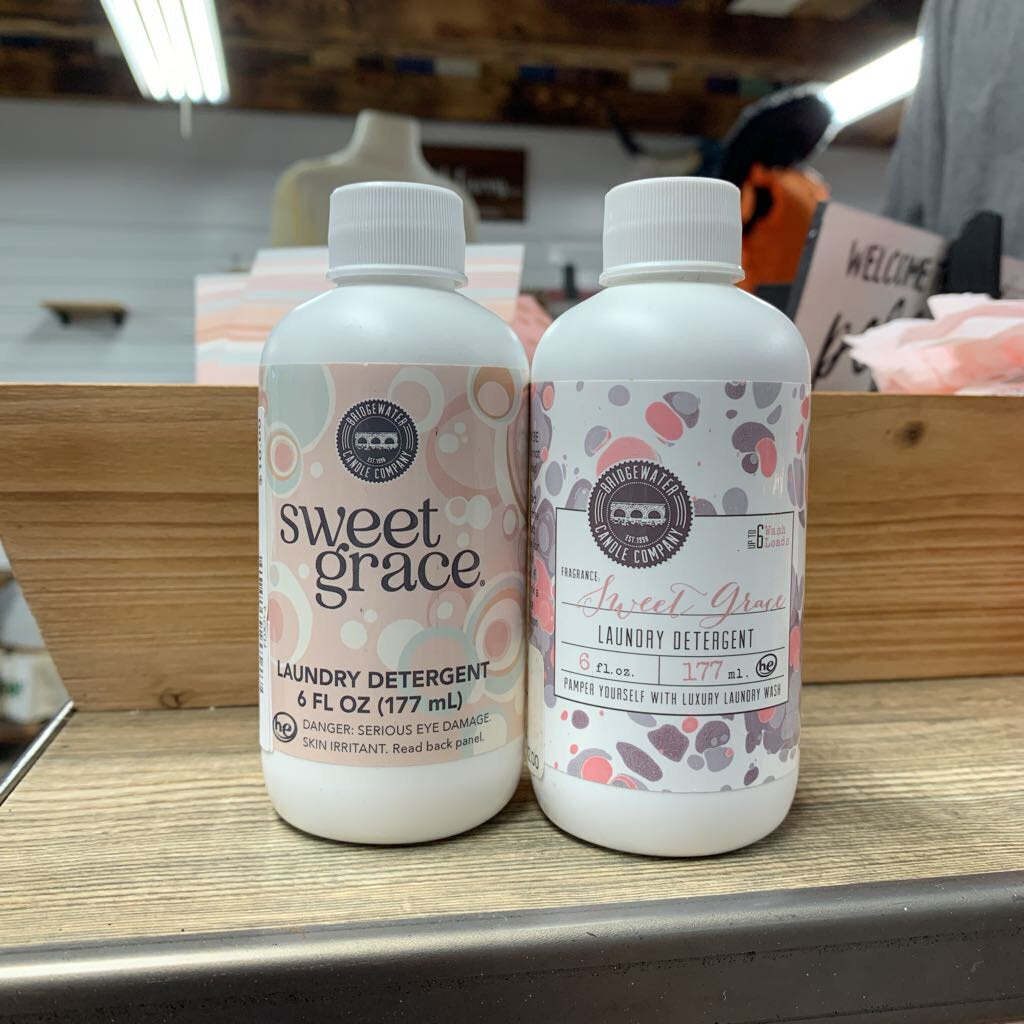 BRIDGEWATER
EST. 1998
CANDLE COMPANY
sweet
grace®
LAUNDRY DETERGENT
6 FL OZ (177 mL)
he
DANGER: SERIOUS EYE DAMAGE.
SKIN IRRITANT. Read back panel.
BRIDGEWATER
EST. 1998
CANDLE COMPANY
UP TO 6 Wash Loads
FRAGRANCE:
Sweet Grace
LAUNDRY DETERGENT
6 fl.oz. 177 ml. he
PAMPER YOURSELF WITH LUXURY LAUNDRY WASH
WELCOME